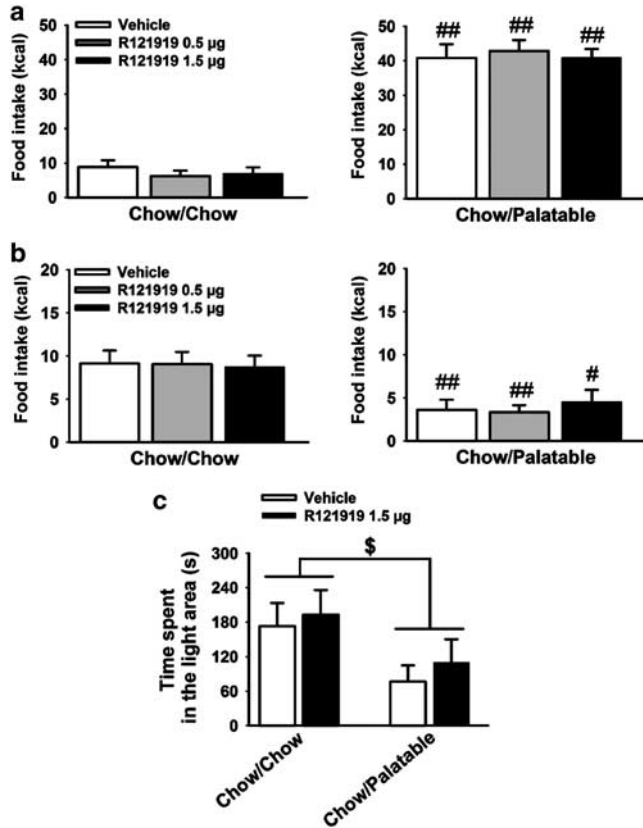 a
Vehicle
R121919 0.5 µg
R121919 1.5 µg
Food intake (kcal)
50
40
30
20
10
0
Chow/Chow
Food intake (kcal)
50
40
30
20
10
0
## ## ##
Chow/Palatable
b
Vehicle
R121919 0.5 µg
R121919 1.5 µg
Food intake (kcal)
20
15
10
5
0
Chow/Chow
Food intake (kcal)
20
15
10
5
0
## ## #
Chow/Palatable
c
Vehicle
R121919 1.5 µg
Time spent
in the light area (s)
300
240
180
120
60
0
$
Chow/Chow
Chow/Palatable